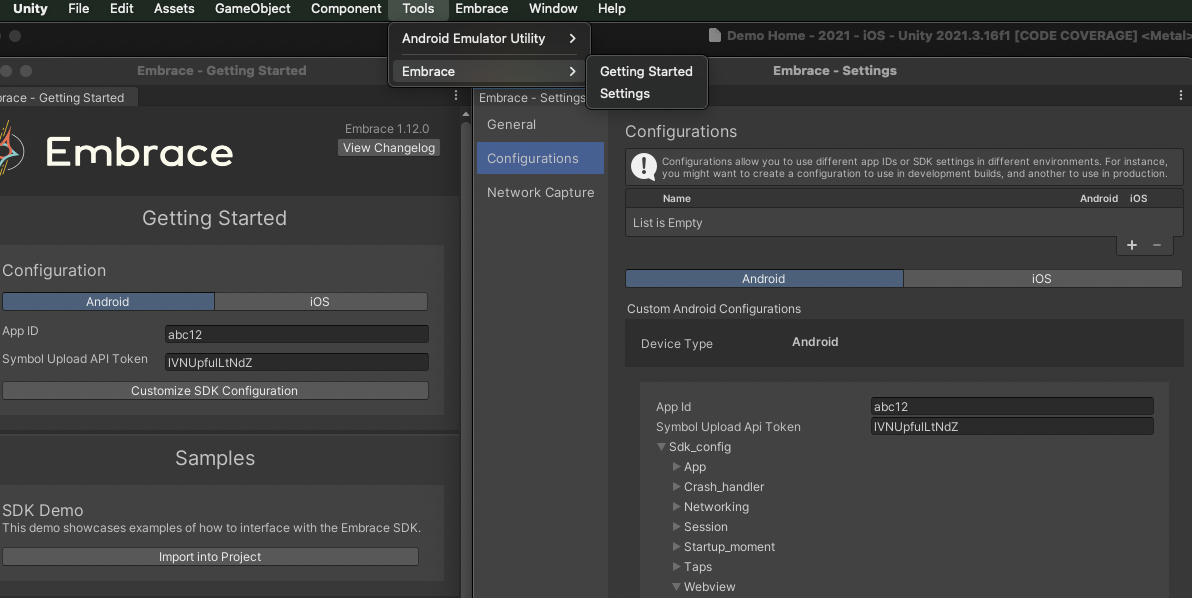 Unity File Edit Assets GameObject Component Tools Embrace Window Help
Android Emulator Utility
Embrace
Getting Started
Settings
Demo Home - 2021 - iOS - Unity 2021.3.16f1 [CODE COVERAGE] <Metal>
Embrace - Getting Started
race - Getting Started
Embrace
Embrace 1.12.0
View Changelog
Getting Started
Configuration
Android iOS
App ID abc12
Symbol Upload API Token lVNUpfulLtNdZ
Customize SDK Configuration
Samples
SDK Demo
This demo showcases examples of how to interface with the Embrace SDK.
Import into Project
Embrace - Settings
Embrace - Settings
General
Configurations
Network Capture
Configurations
Configurations allow you to use different app IDs or SDK settings in different environments. For instance,
you might want to create a configuration to use in development builds, and another to use in production.
Name Android iOS
List is Empty
+ −
Android iOS
Custom Android Configurations
Device Type Android
App Id abc12
Symbol Upload Api Token lVNUpfulLtNdZ
Sdk_config
App
Crash_handler
Networking
Session
Startup_moment
Taps
Webview